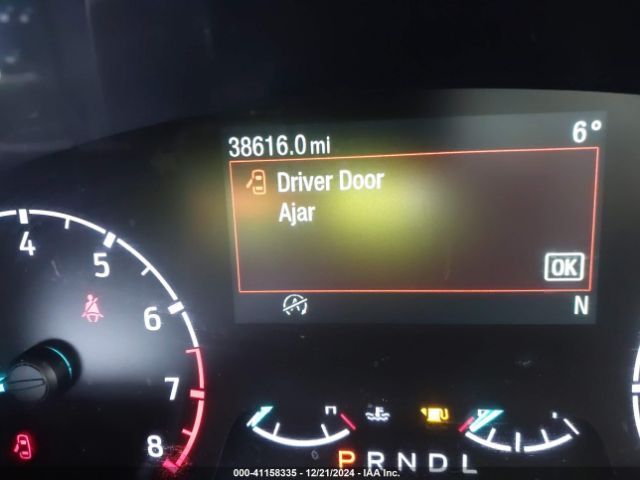 38616.0 mi 6°
Driver Door
Ajar
OK
N
4
5
6
7
8
P R N D L
000-41158335 - 12/21/2024 - IAA Inc.